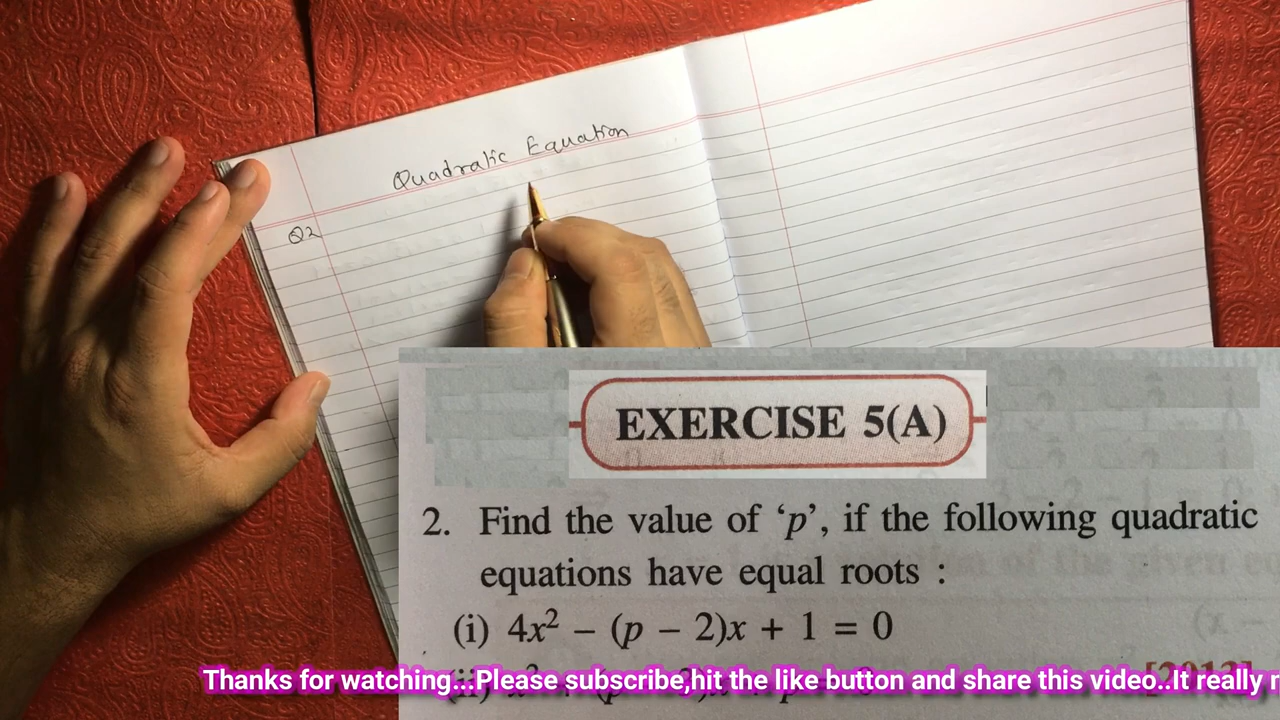 Quadratic Equation
Q2
EXERCISE 5(A)
2. Find the value of ‘p’, if the following quadratic
equations have equal roots :
(i) 4x² – (p – 2)x + 1 = 0
Thanks for watching...Please subscribe,hit the like button and share this video..It really